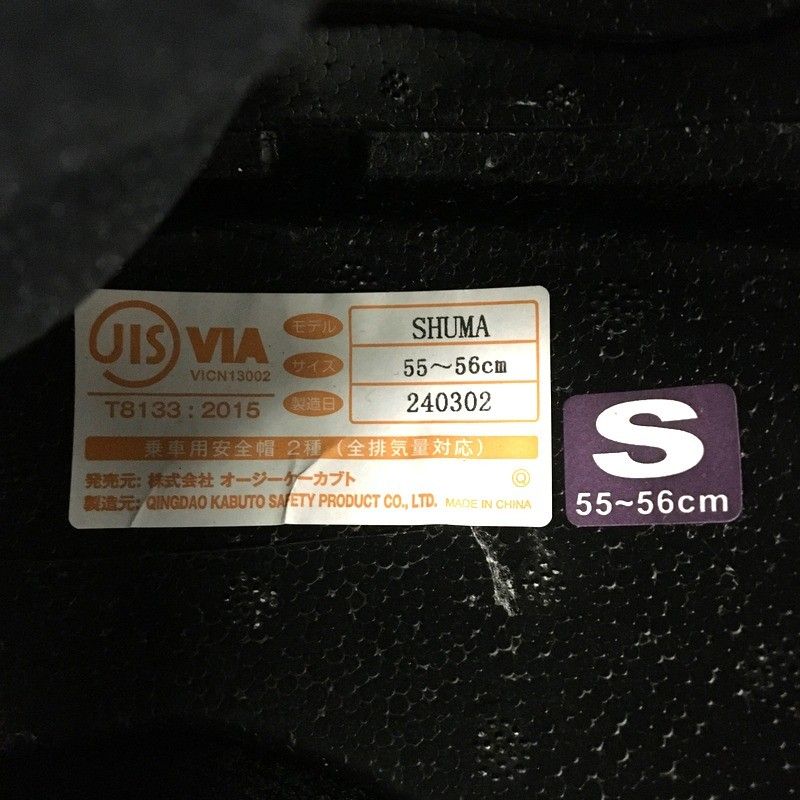 JIS VIA
VICN13002
T8133 : 2015
モデル SHUMA
サイズ 55～56cm
製造日 240302
乗車用安全帽 2種 (全排気量対応)
発売元: 株式会社 オージーケーカブト Q
製造元: QINGDAO KABUTO SAFETY PRODUCT CO., LTD. MADE IN CHINA
S
55~56cm